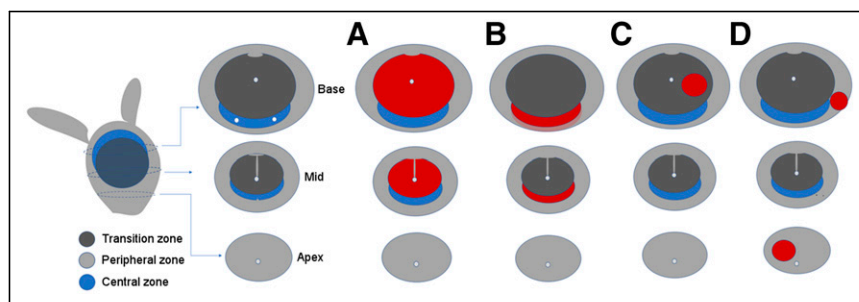 A
B
C
D
Base
Mid
Apex
Transition zone
Peripheral zone
Central zone